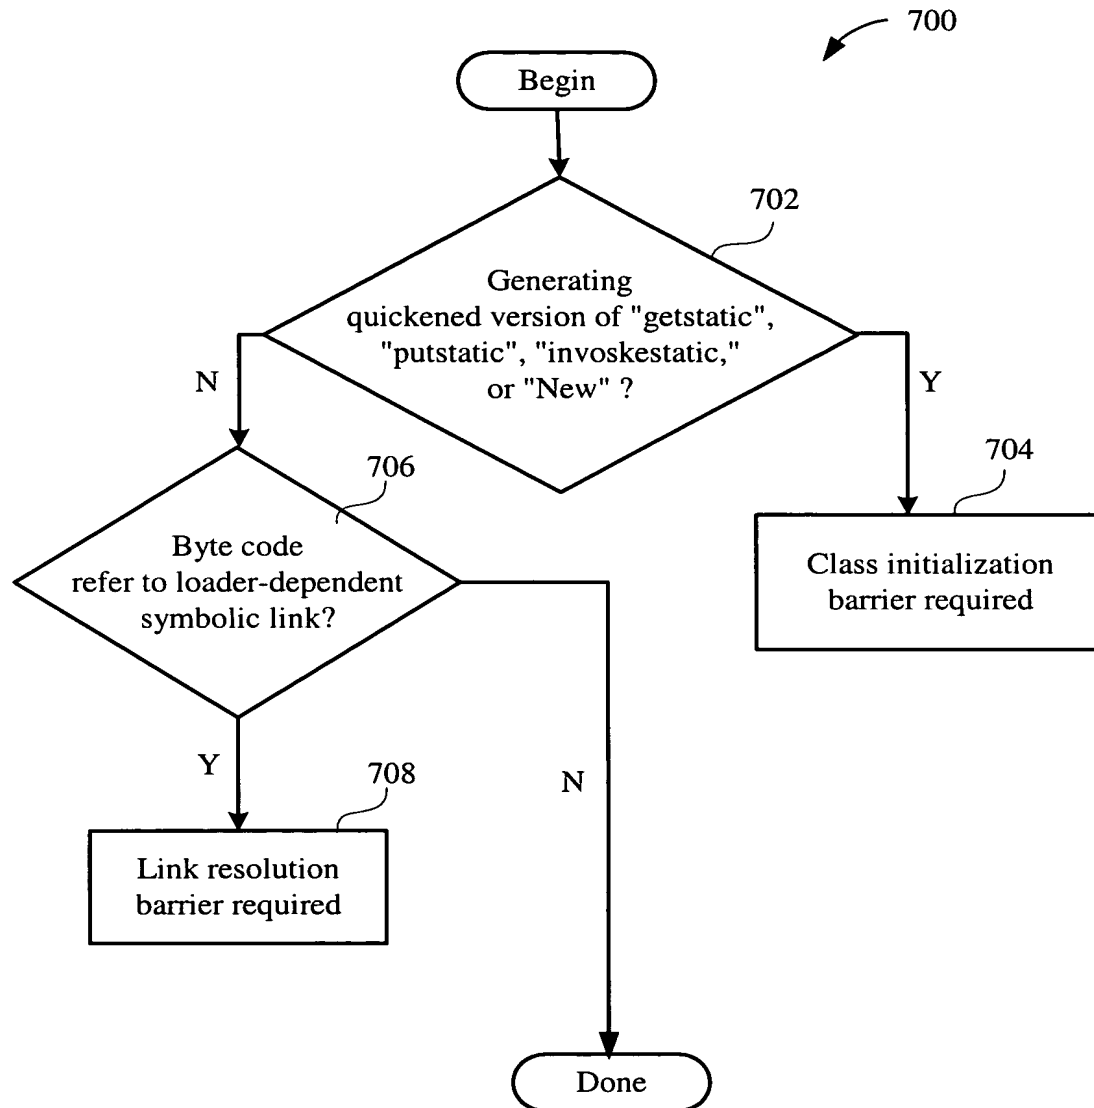 700
Begin
702
Generating
quickened version of "getstatic",
"putstatic", "invoskestatic,"
or "New" ?
N
Y
706
704
Byte code
refer to loader-dependent
symbolic link?
Class initialization
barrier required
Y
N
708
Link resolution
barrier required
Done